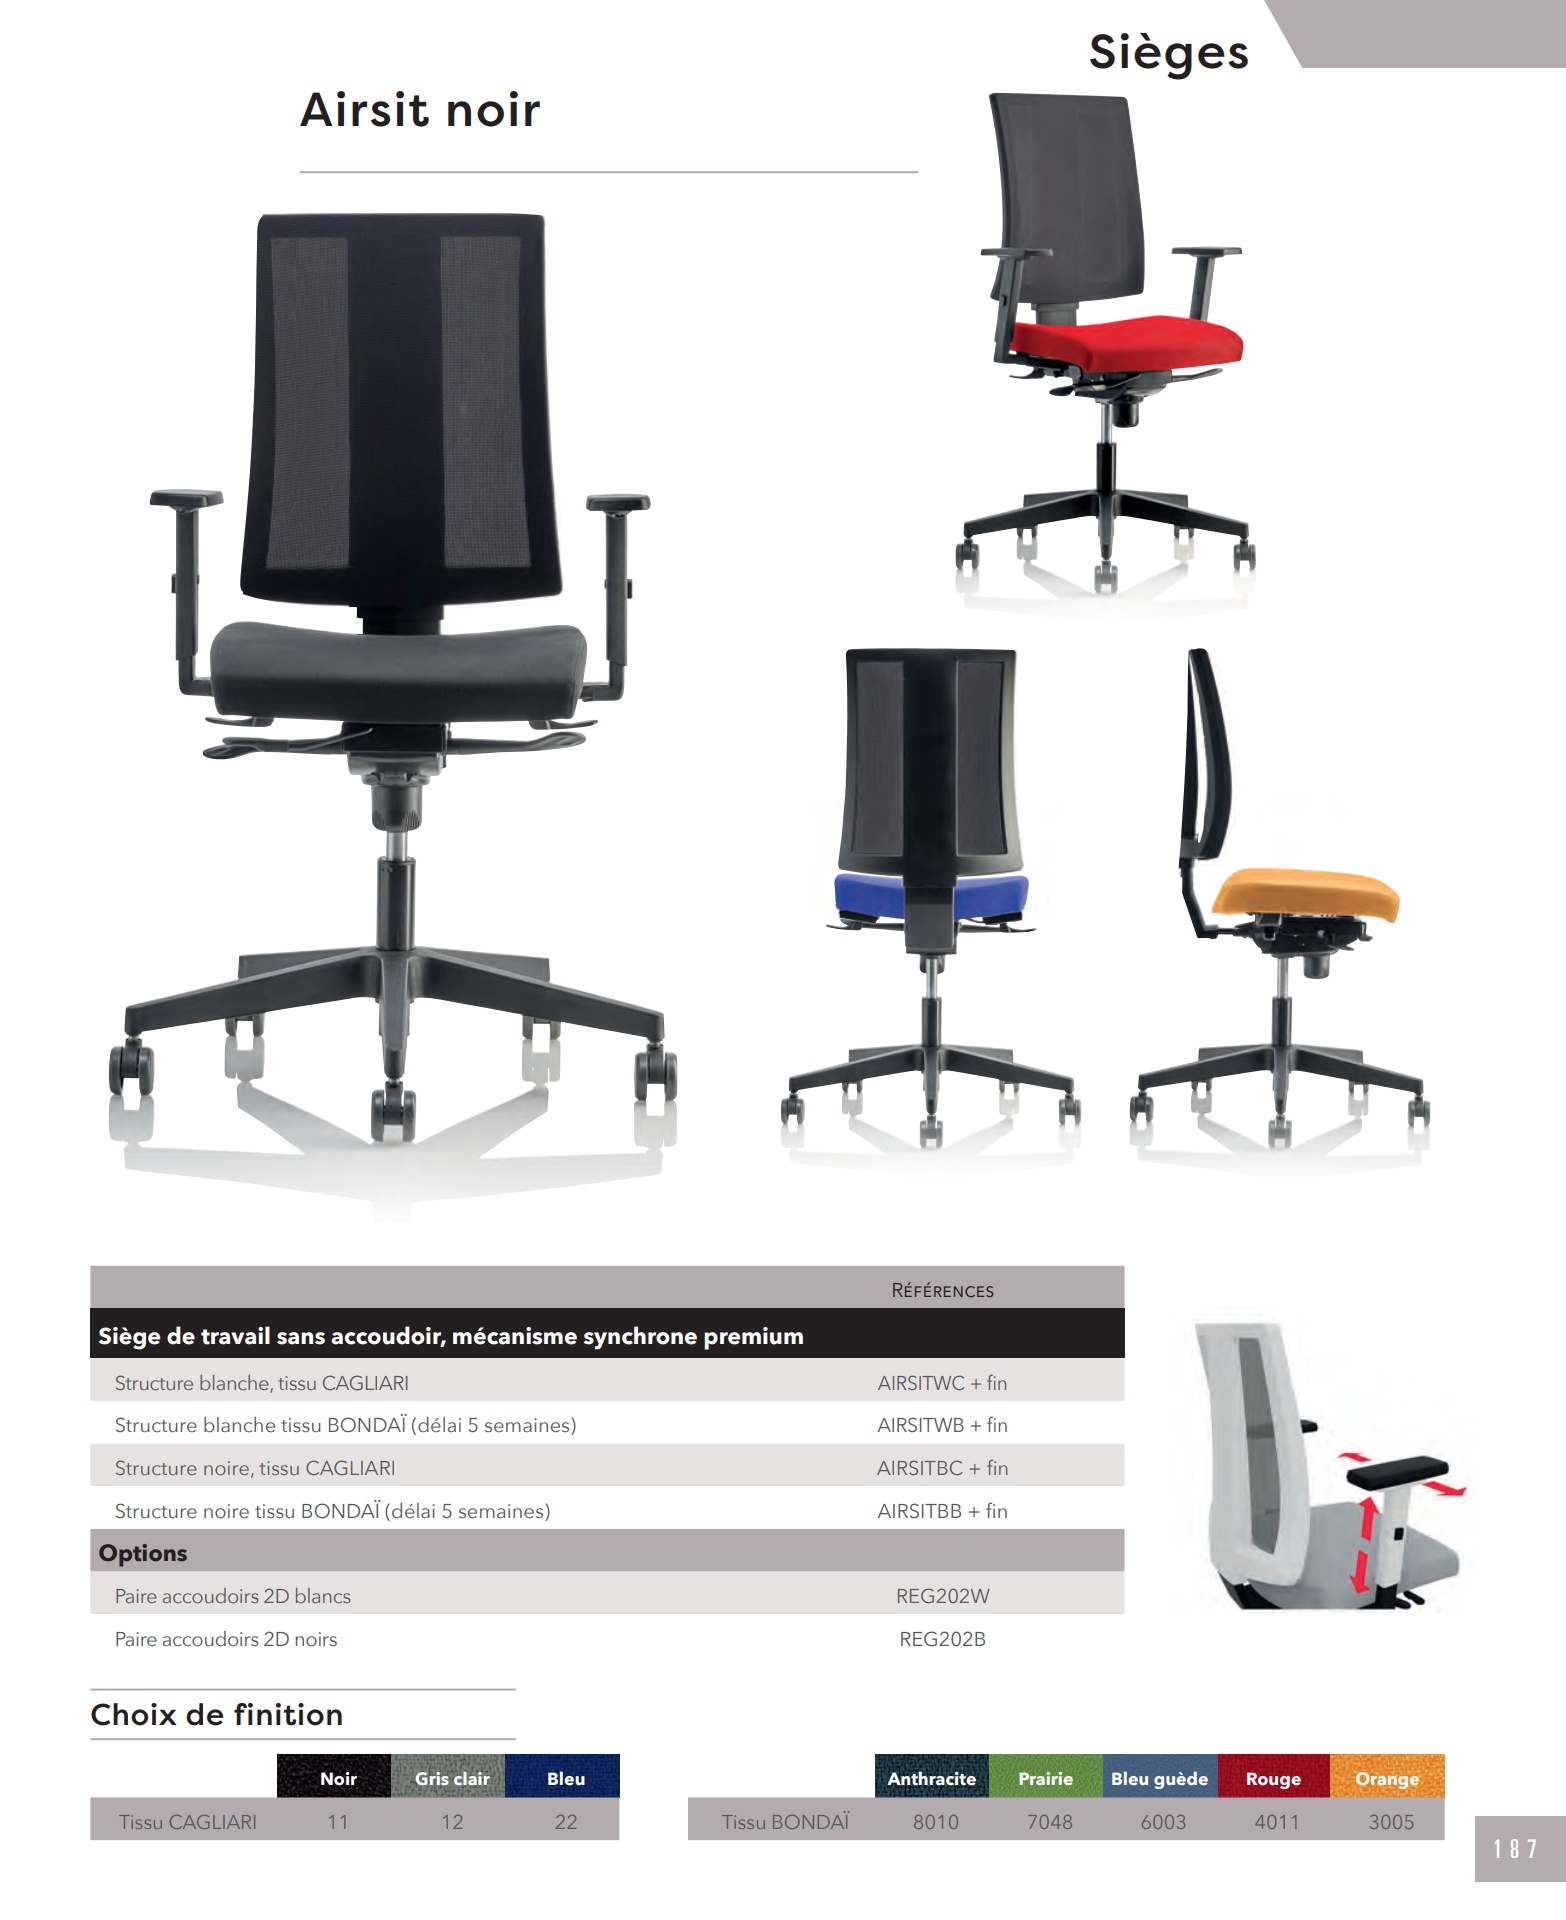 Sièges
Airsit noir
Références
Siège de travail sans accoudoir, mécanisme synchrone premium
Structure blanche, tissu CAGLIARI AIRSITWC + fin
Structure blanche tissu BONDAÏ (délai 5 semaines) AIRSITWB + fin
Structure noire, tissu CAGLIARI AIRSITBC + fin
Structure noire tissu BONDAÏ (délai 5 semaines) AIRSITBB + fin
Options
Paire accoudoirs 2D blancs REG202W
Paire accoudoirs 2D noirs REG202B
Choix de finition
Noir Gris clair Bleu
Tissu CAGLIARI 11 12 22
Anthracite Prairie Bleu guède Rouge Orange
Tissu BONDAÏ 8010 7048 6003 4011 3005
187